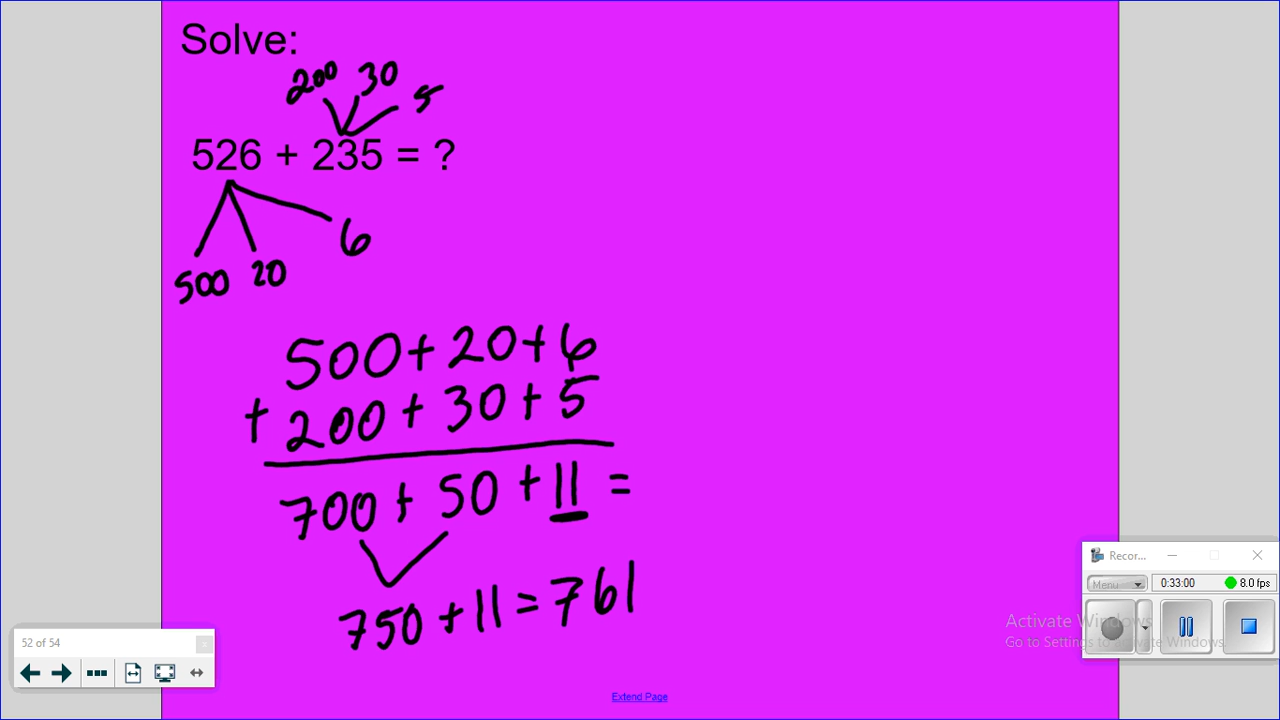 Solve:
200 30 5
526 + 235 = ?
500 20 6
500 + 20 + 6
+ 200 + 30 + 5
700 + 50 + 11 =
750 + 11 = 761
Recor...
Menu
0:33:00
8.0 fps
Activate Windows
Go to Settings to activate Windows.
52 of 54
Extend Page